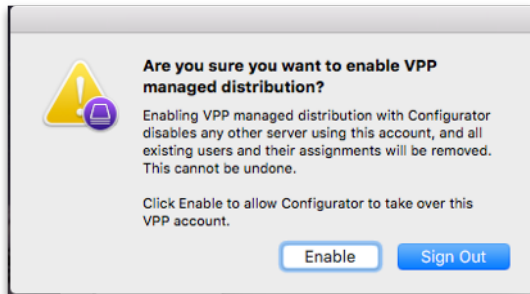 Are you sure you want to enable VPP
managed distribution?
Enabling VPP managed distribution with Configurator
disables any other server using this account, and all
existing users and their assignments will be removed.
This cannot be undone.
Click Enable to allow Configurator to take over this
VPP account.
Enable
Sign Out